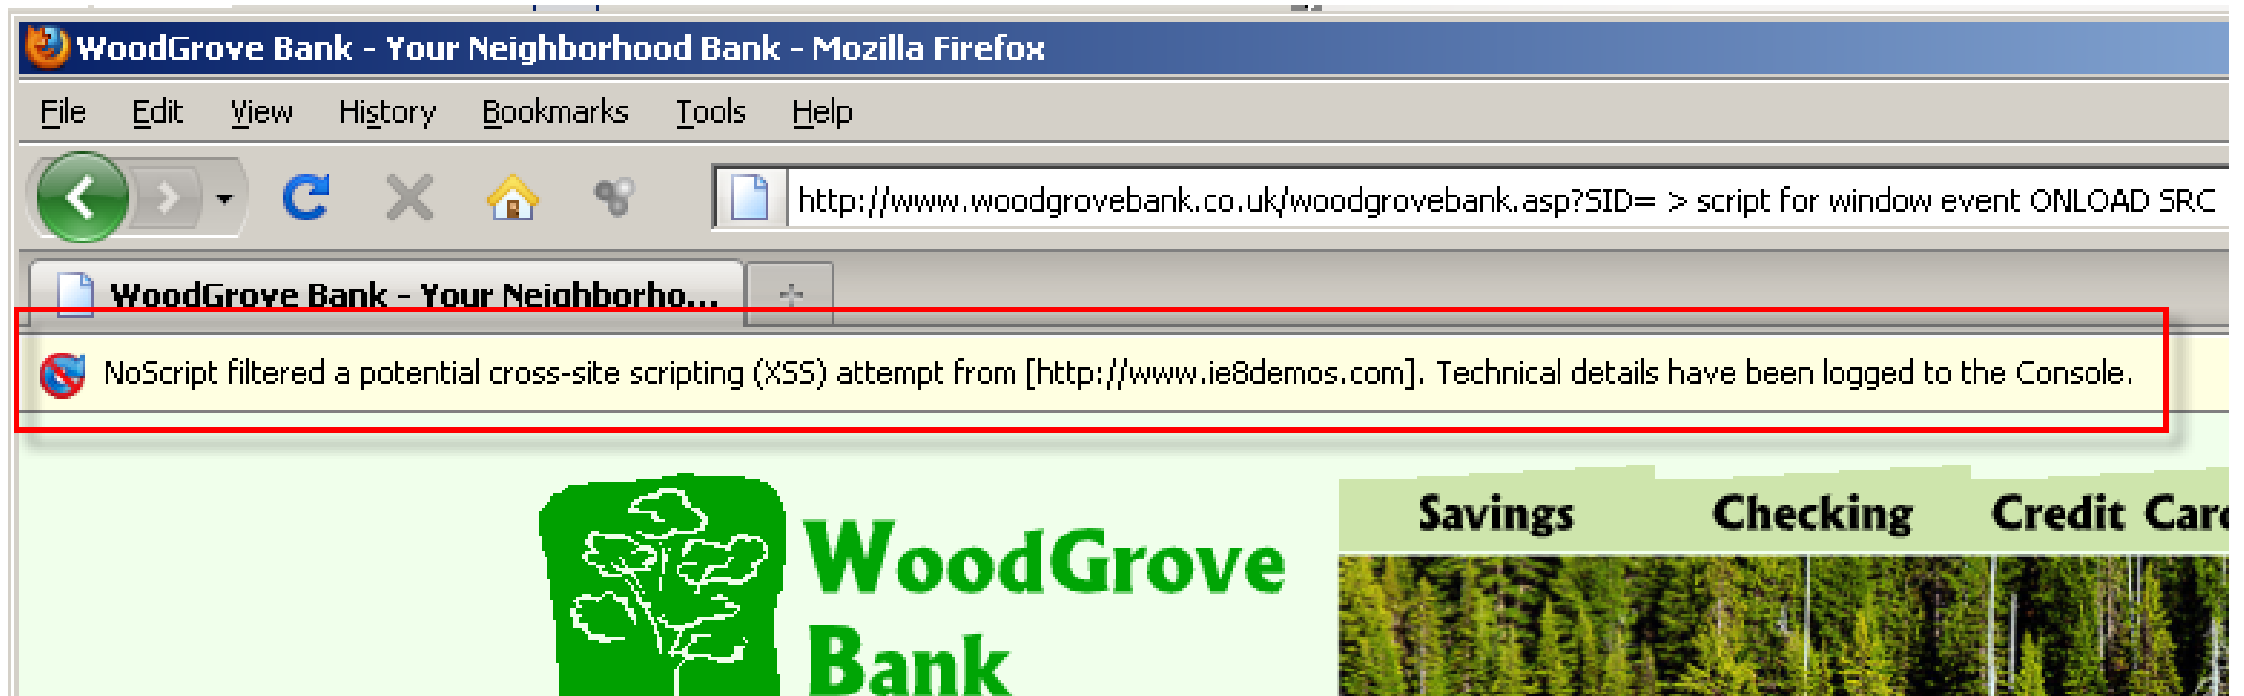 WoodGrove Bank - Your Neighborhood Bank - Mozilla Firefox
File Edit View History Bookmarks Tools Help
http://www.woodgrovebank.co.uk/woodgrovebank.asp?SID= > script for window event ONLOAD SRC
WoodGrove Bank - Your Neighborho...
NoScript filtered a potential cross-site scripting (XSS) attempt from [http://www.ie8demos.com]. Technical details have been logged to the Console.
Savings Checking Credit Card
WoodGrove
Bank